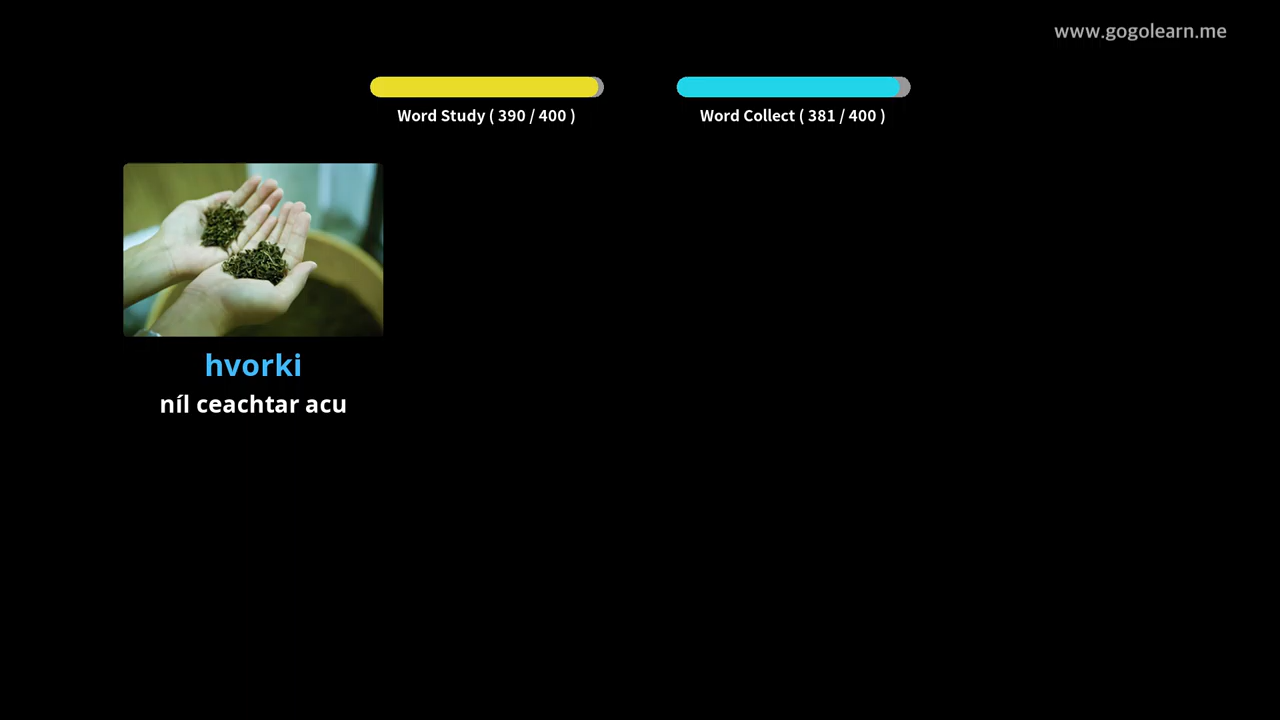 www.gogolearn.me
Word Study ( 390 / 400 )
Word Collect ( 381 / 400 )
hvorki
níl ceachtar acu